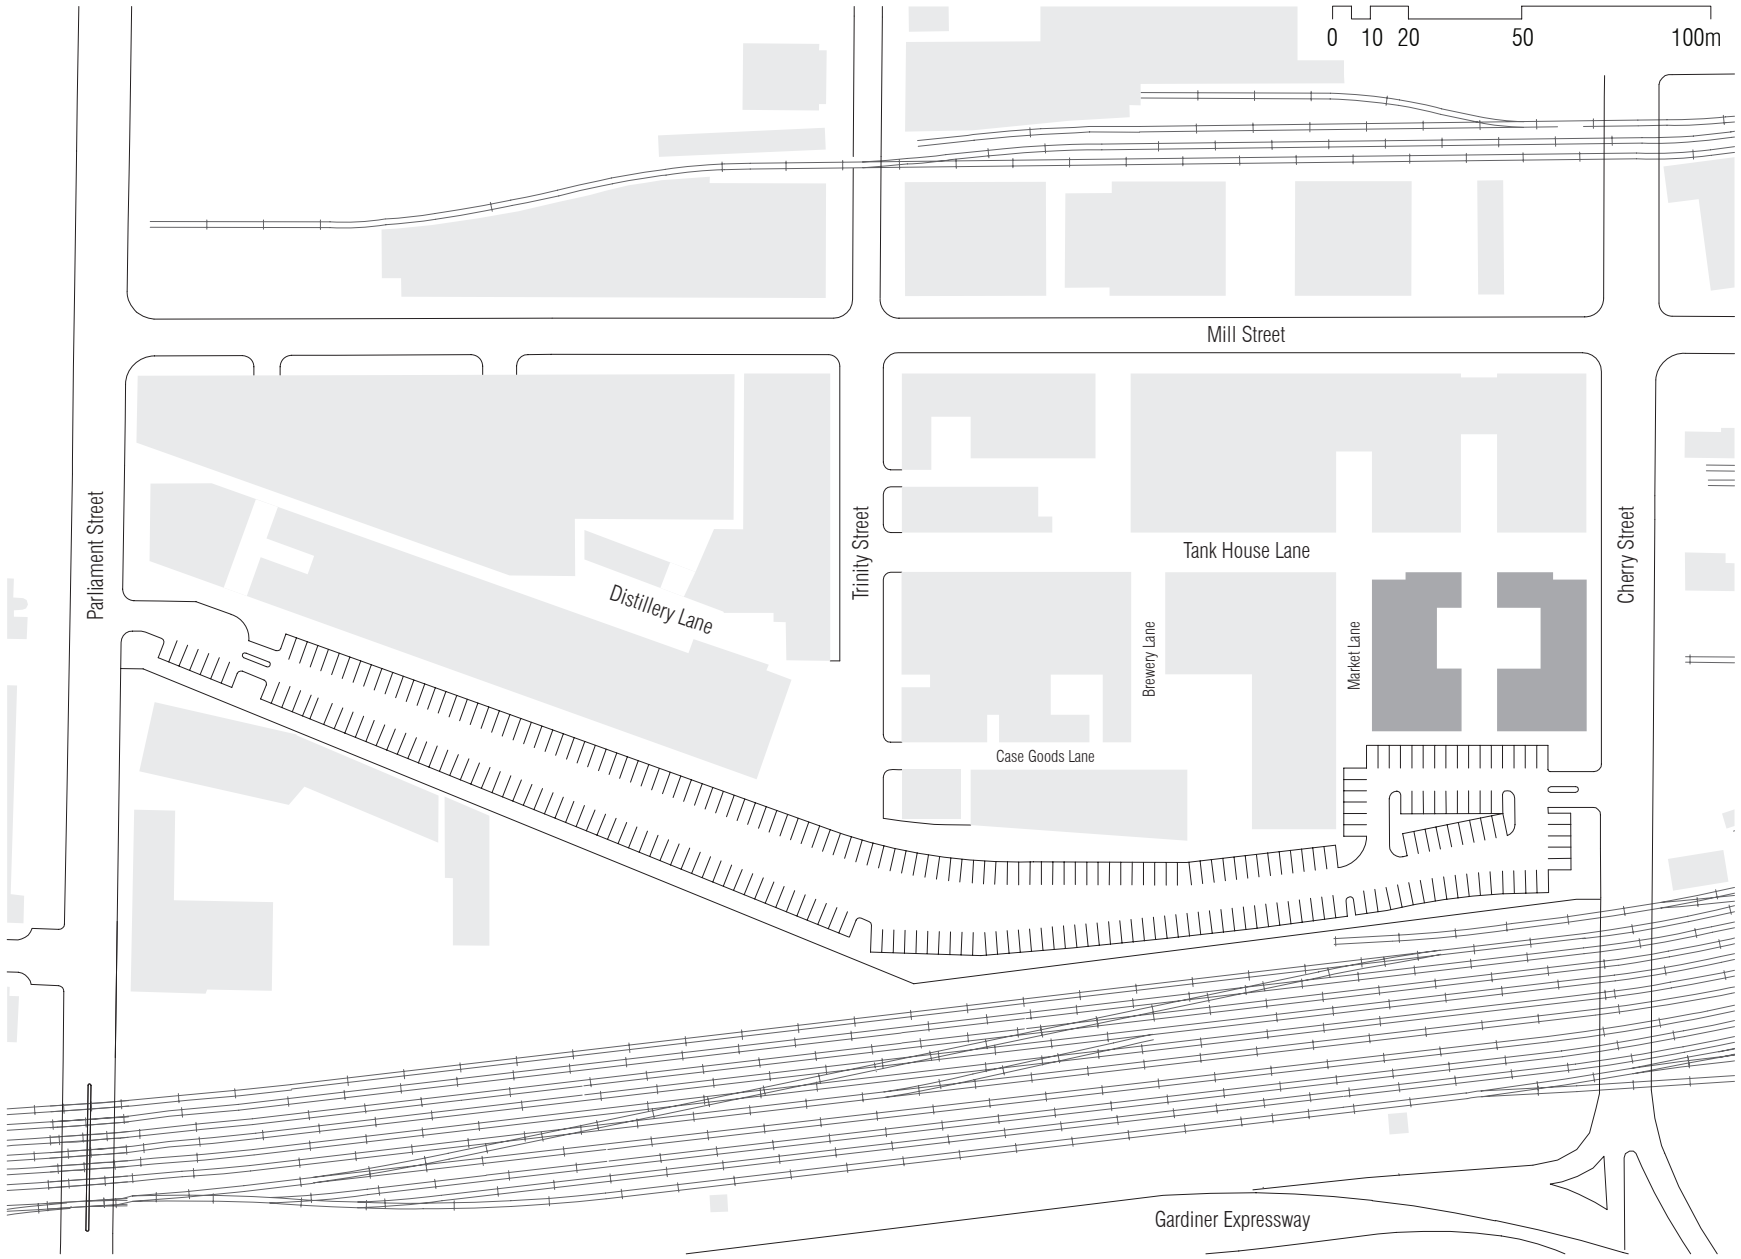 0 10 20 50 100m
Mill Street
Parliament Street
Trinity Street
Tank House Lane
Cherry Street
Distillery Lane
Brewery Lane
Market Lane
Case Goods Lane
Gardiner Expressway